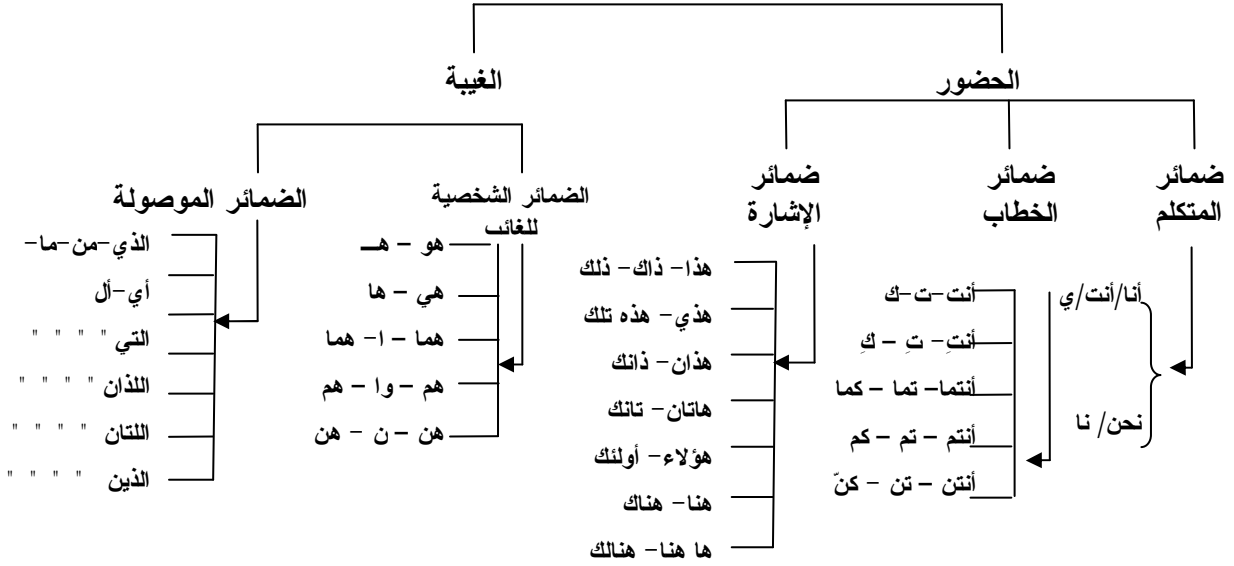 الحضور
الغيبة
ضمائر المتكلم
أنا/أنت/ي
نحن/ نا
ضمائر الخطاب
أنت–ت–ك
أنتِ– تِ – كِ
أنتما– تما – كما
أنتم – تم – كم
أنتن – تن – كنّ
ضمائر الإشارة
هذا– ذاك– ذلك
هذي– هذه تلك
هذان– ذانك
هاتان– تانك
هؤلاء– أولئك
هنا– هناك
ها هنا– هنالك
الضمائر الشخصية للغائب
هو – هـ
هي – ها
هما – ا– هما
هم – وا – هم
هن – ن – هن
الضمائر الموصولة
الذي–من–ما–
أي–أل
التي " " " "
اللذان " " " "
اللتان " " " "
الذين " " " "